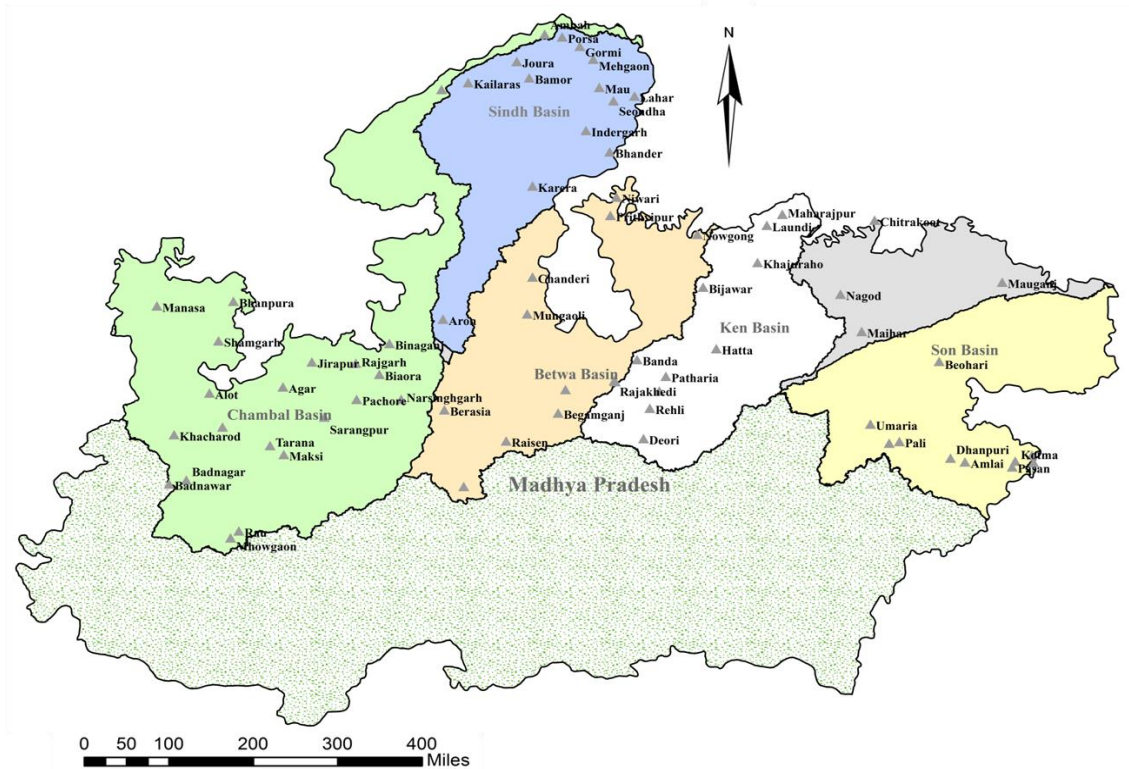 Ambah
N
Porsa
Gormi
Joura
Mehgaon
Kailaras
Bamor
Mau
Lahar
Seondha
Sindh Basin
Indergarh
Bhander
Karera
Niwari
Prithvipur
Maharajpur
Laundi
Chitrakoot
Nowgong
Khajuraho
Chanderi
Mauganj
Bijawar
Nagod
Manasa
Bhanpura
Mungaoli
Aron
Ken Basin
Maihar
Shamgarh
Binaganj
Hatta
Son Basin
Jirapur
Rajgarh
Banda
Beohari
Biaora
Betwa Basin
Patharia
Agar
Rajakhedi
Alot
Pachore
Narsinghgarh
Berasia
Begamganj
Rehli
Chambal Basin
Sarangpur
Umaria
Khacharod
Deori
Pali
Tarana
Raisen
Maksi
Dhanpuri
Kotma
Amlai
Pasan
Badnagar
Badnawar
Madhya Pradesh
Rau
Mhowgaon
0 50 100 200 300 400
Miles